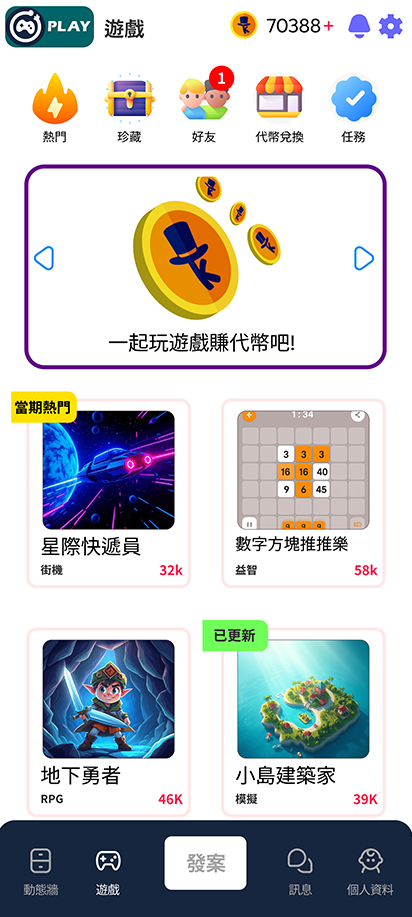 PLAY 遊戲 70388+
1
熱門 珍藏 好友 代幣兌換 任務
一起玩遊戲賺代幣吧!
當期熱門
1:34
3 3 3
16 16 40
9 6 45
9 9 9
星際快遞員 數字方塊推推樂
街機 32k 益智 58k
已更新
地下勇者 小島建築家
RPG 46K 模擬 39K
發案
動態牆 遊戲 訊息 個人資料